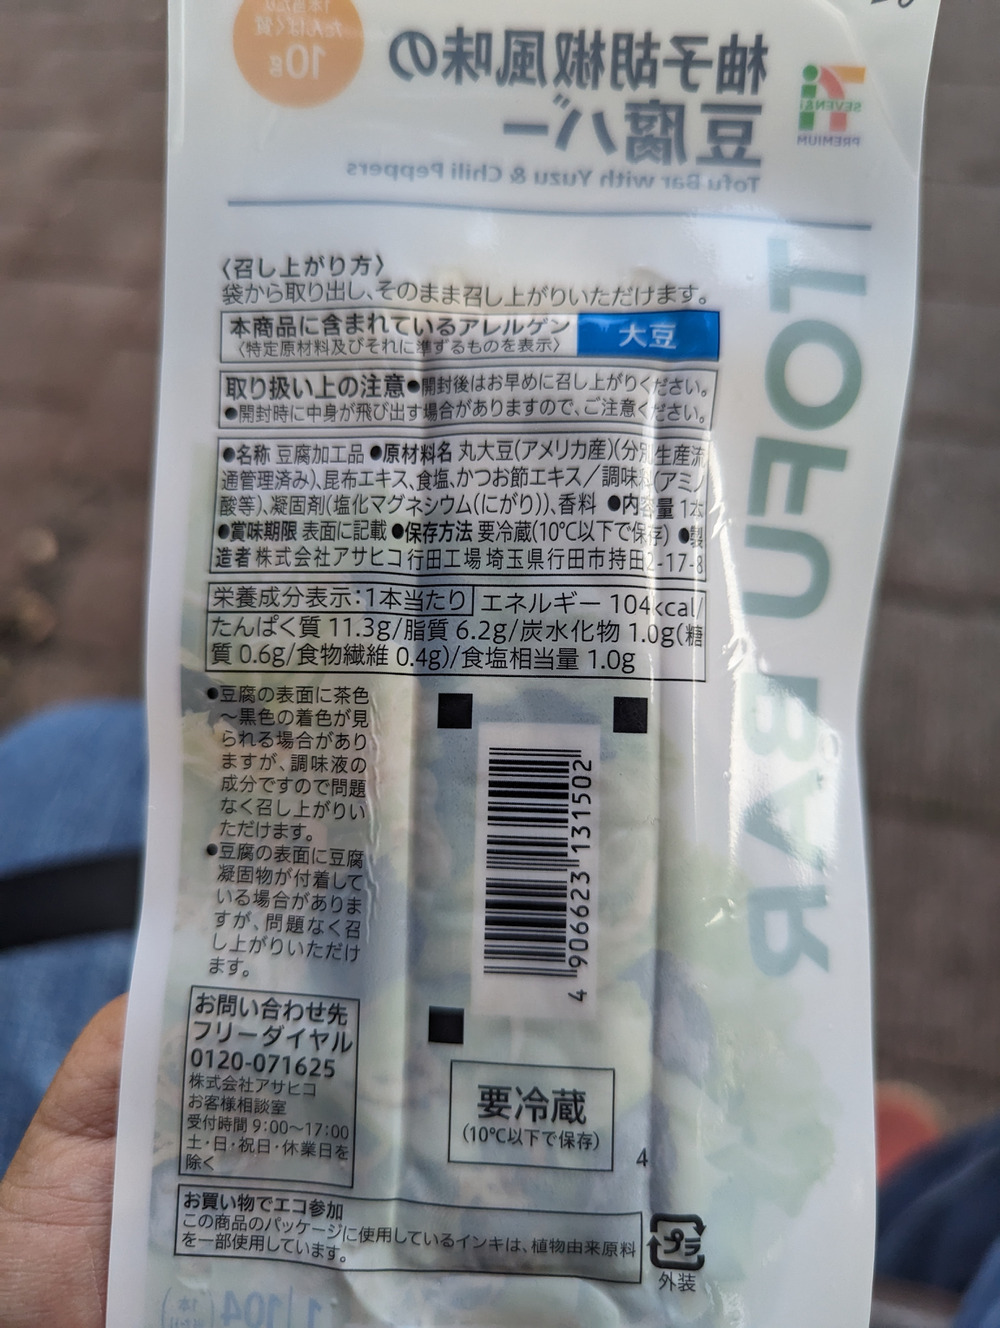 1本当たり
たんぱく質
10g
柚子胡椒風味の
豆腐バー
Tofu Bar with Yuzu & Chili Peppers
SEVEN&i
PREMIUM
TOFU BAR
〈召し上がり方〉
袋から取り出し、そのまま召し上がりいただけます。
本商品に含まれているアレルゲン
〈特定原材料及びそれに準ずるものを表示〉
大豆
取り扱い上の注意●開封後はお早めに召し上がりください。
●開封時に中身が飛び出す場合がありますので、ご注意ください。
●名称 豆腐加工品 ●原材料名 丸大豆(アメリカ産)(分別生産流
通管理済み)、昆布エキス、食塩、かつお節エキス／調味料(アミノ
酸等)、凝固剤(塩化マグネシウム(にがり))、香料 ●内容量 1本
●賞味期限 表面に記載 ●保存方法 要冷蔵(10℃以下で保存) ●製
造者 株式会社アサヒコ 行田工場 埼玉県行田市持田2-17-8
栄養成分表示：1本当たり エネルギー 104kcal/
たんぱく質 11.3g/脂質 6.2g/炭水化物 1.0g(糖
質 0.6g/食物繊維 0.4g)/食塩相当量 1.0g
●豆腐の表面に茶色
～黒色の着色が見
られる場合があり
ますが、調味液の
成分ですので問題
なく召し上がりい
ただけます。
●豆腐の表面に豆腐
凝固物が付着して
いる場合がありま
すが、問題なく召
し上がりいただけ
ます。
4 906623 131502
お問い合わせ先
フリーダイヤル
0120-071625
株式会社アサヒコ
お客様相談室
受付時間 9:00～17:00
土・日・祝日・休業日を
除く
要冷蔵
(10℃以下で保存)
4
お買い物でエコ参加
この商品のパッケージに使用しているインキは、植物由来原料
を一部使用しています。
プラ
外装
104